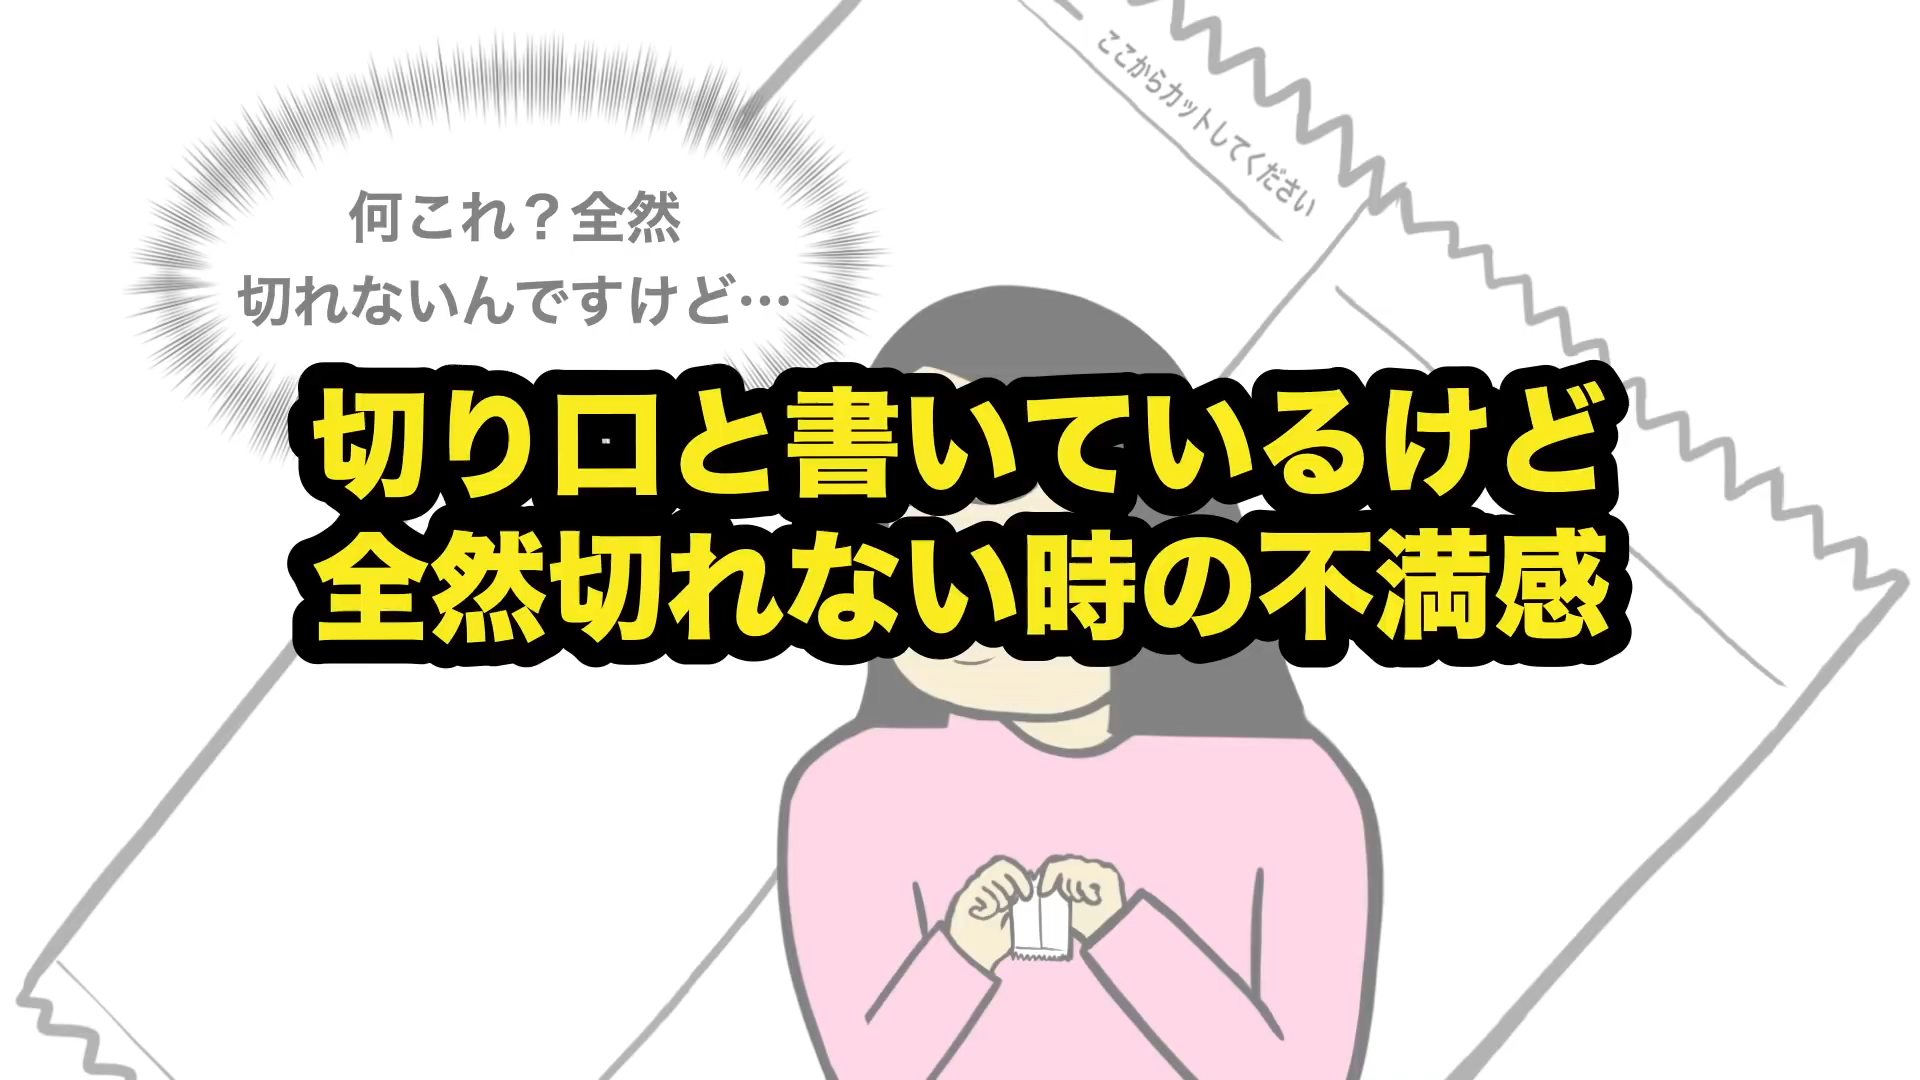 ここからカットしてください
何これ？全然
切れないんですけど…
切り口と書いているけど
全然切れない時の不満感